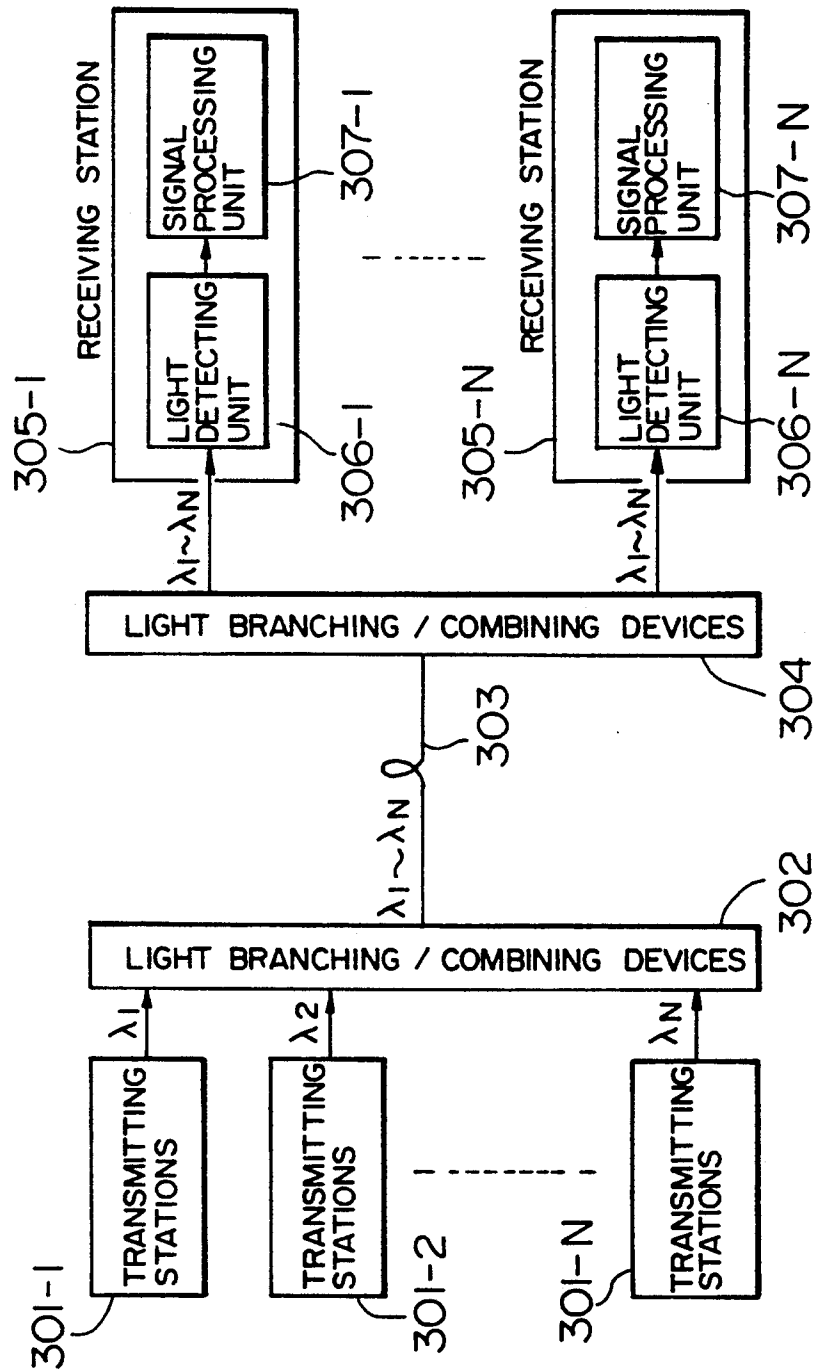 301-1
TRANSMITTING
STATIONS
λ1
301-2
TRANSMITTING
STATIONS
λ2
301-N
TRANSMITTING
STATIONS
λN
LIGHT BRANCHING / COMBINING DEVICES
302
λ1~λN
303
LIGHT BRANCHING / COMBINING DEVICES
304
λ1~λN
305-1
RECEIVING STATION
LIGHT
DETECTING
UNIT
306-1
SIGNAL
PROCESSING
UNIT
307-1
λ1~λN
305-N
RECEIVING STATION
LIGHT
DETECTING
UNIT
306-N
SIGNAL
PROCESSING
UNIT
307-N